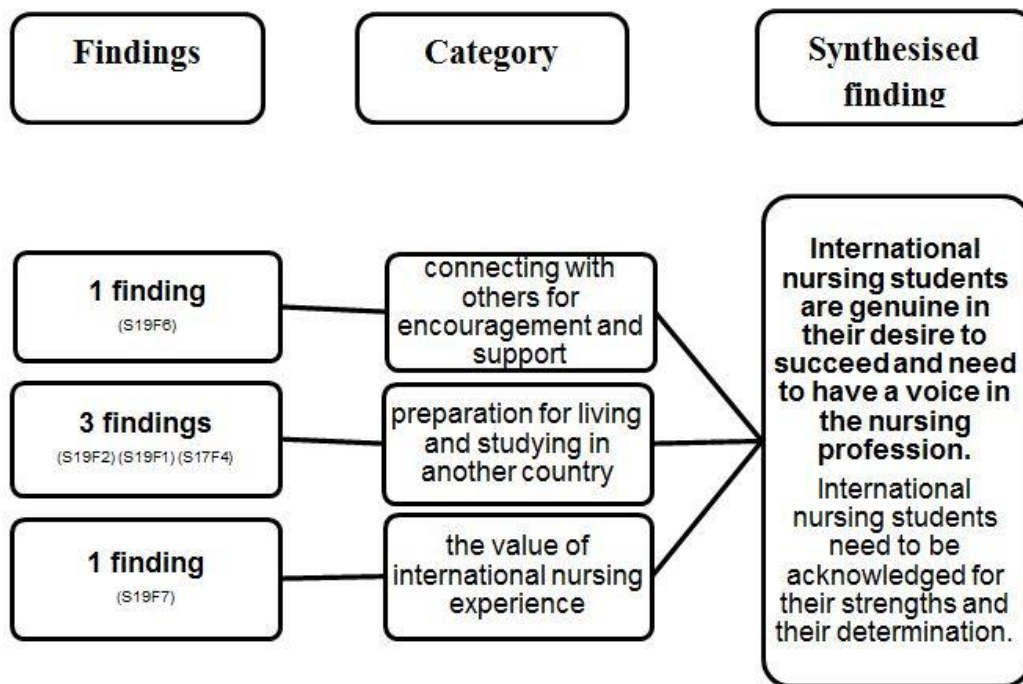 Findings
Category
Synthesised
finding
1 finding
(S19F6)
connecting with
others for
encouragement and
support
3 findings
(S19F2) (S19F1) (S17F4)
preparation for living
and studying in
another country
1 finding
(S19F7)
the value of
international nursing
experience
International
nursing students
are genuine in
their desire to
succeed and need
to have a voice in
the nursing
profession.
International
nursing students
need to be
acknowledged for
their strengths and
their determination.